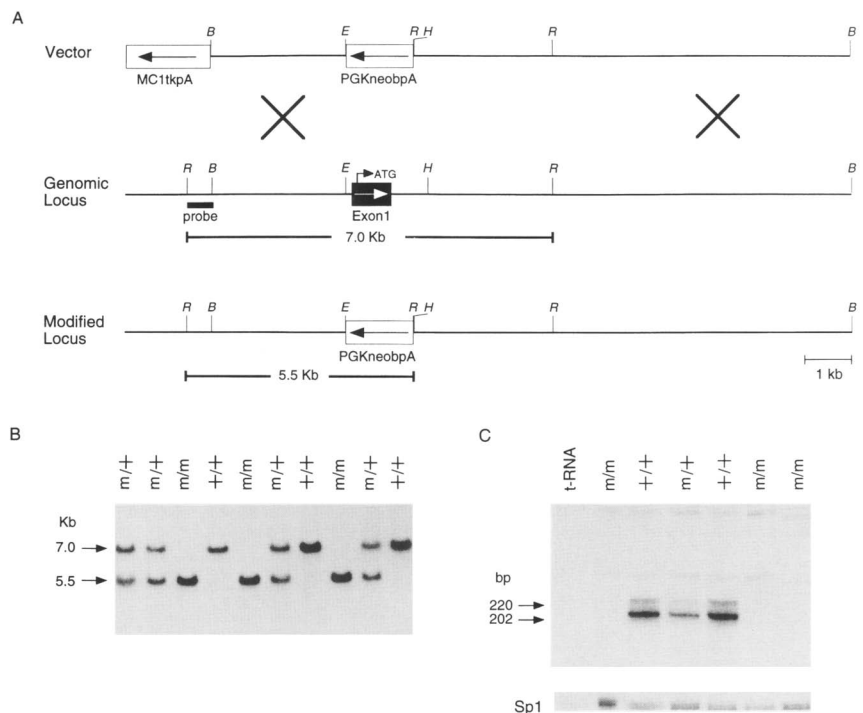 A
B E R H R B
Vector
MC1tkpA PGKneobpA
R B E ATG H R B
Genomic
Locus
probe Exon1
7.0 Kb
R B E R H R B
Modified
Locus
PGKneobpA
5.5 Kb 1 kb
B
m/+ m/+ m/m +/+ m/m m/+ +/+ m/m m/+ +/+
Kb
7.0
5.5
C
t-RNA m/m +/+ m/+ +/+ m/m m/m
bp
220
202
Sp1